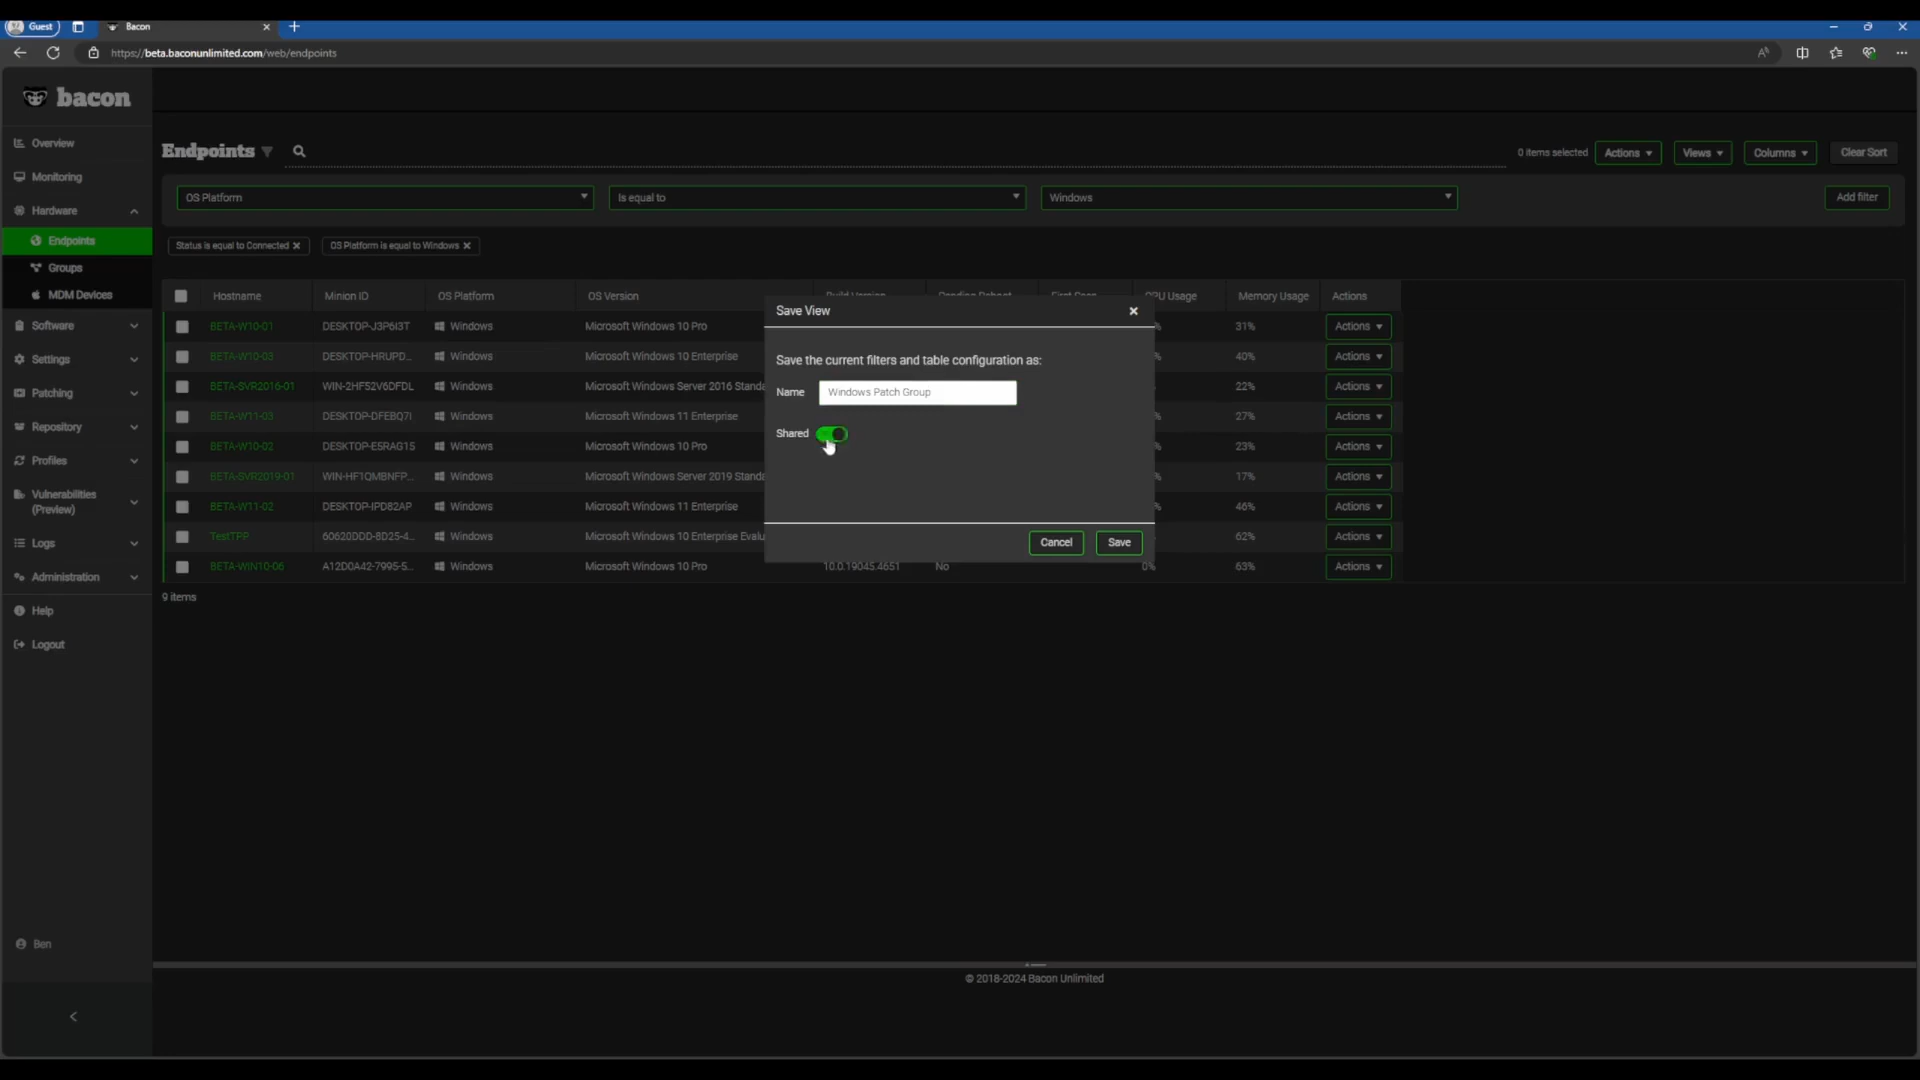 Guest
Bacon
https://beta.baconunlimited.com/web/endpoints
bacon
Overview
Monitoring
Hardware
Endpoints
Groups
MDM Devices
Software
Settings
Patching
Repository
Profiles
Vulnerabilities
(Preview)
Logs
Administration
Help
Logout
Ben
Endpoints
0 items selected
Actions
Views
Columns
Clear Sort
OS Platform
Is equal to
Windows
Add filter
Status is equal to Connected
OS Platform is equal to Windows
Hostname Minion ID OS Platform OS Version Build Version Pending Reboot First Seen CPU Usage Memory Usage Actions
BETA-W10-01 DESKTOP-J3P6I3T Windows Microsoft Windows 10 Pro % 31% Actions
BETA-W10-03 DESKTOP-HRUPD... Windows Microsoft Windows 10 Enterprise % 40% Actions
BETA-SVR2016-01 WIN-2HF52V6DFDL Windows Microsoft Windows Server 2016 Standa 22% Actions
BETA-W11-03 DESKTOP-DFEBQ7I Windows Microsoft Windows 11 Enterprise % 27% Actions
BETA-W10-02 DESKTOP-E5RAG1S Windows Microsoft Windows 10 Pro % 23% Actions
BETA-SVR2019-01 WIN-HF1QMBNFP... Windows Microsoft Windows Server 2019 Standa % 17% Actions
BETA-W11-02 DESKTOP-IPD82AP Windows Microsoft Windows 11 Enterprise % 46% Actions
TestTPP 60620DDD-8D25-4... Windows Microsoft Windows 10 Enterprise Evalu % 62% Actions
BETA-WIN10-06 A12D0A42-7995-5... Windows Microsoft Windows 10 Pro 10.0.19045.4651 No 0% 63% Actions
9 items
Save View
Save the current filters and table configuration as:
Name Windows Patch Group
Shared
Cancel Save
© 2018-2024 Bacon Unlimited